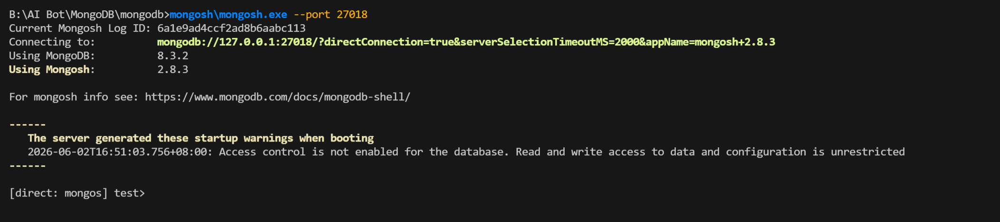 B:\AI Bot\MongoDB\mongodb>mongosh\mongosh.exe --port 27018
Current Mongosh Log ID: 6a1e9ad4ccf2ad8b6aabc113
Connecting to:          mongodb://127.0.0.1:27018/?directConnection=true&serverSelectionTimeoutMS=2000&appName=mongosh+2.8.3
Using MongoDB:          8.3.2
Using Mongosh:          2.8.3
For mongosh info see: https://www.mongodb.com/docs/mongodb-shell/
------
   The server generated these startup warnings when booting
   2026-06-02T16:51:03.756+08:00: Access control is not enabled for the database. Read and write access to data and configuration is unrestricted
------
[direct: mongos] test>